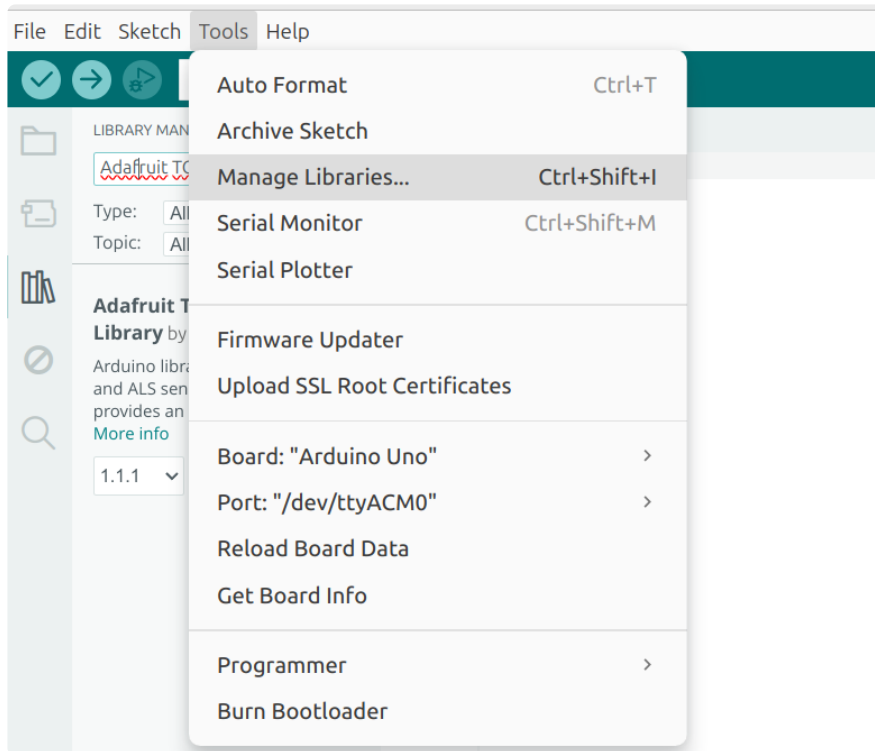 File Edit Sketch Tools Help
LIBRARY MAN
Adafruit TC
Type: All
Topic: All
Adafruit T
Library by
Arduino libra
and ALS sen
provides an
More info
1.1.1
Auto Format Ctrl+T
Archive Sketch
Manage Libraries... Ctrl+Shift+I
Serial Monitor Ctrl+Shift+M
Serial Plotter
Firmware Updater
Upload SSL Root Certificates
Board: "Arduino Uno"
Port: "/dev/ttyACM0"
Reload Board Data
Get Board Info
Programmer
Burn Bootloader